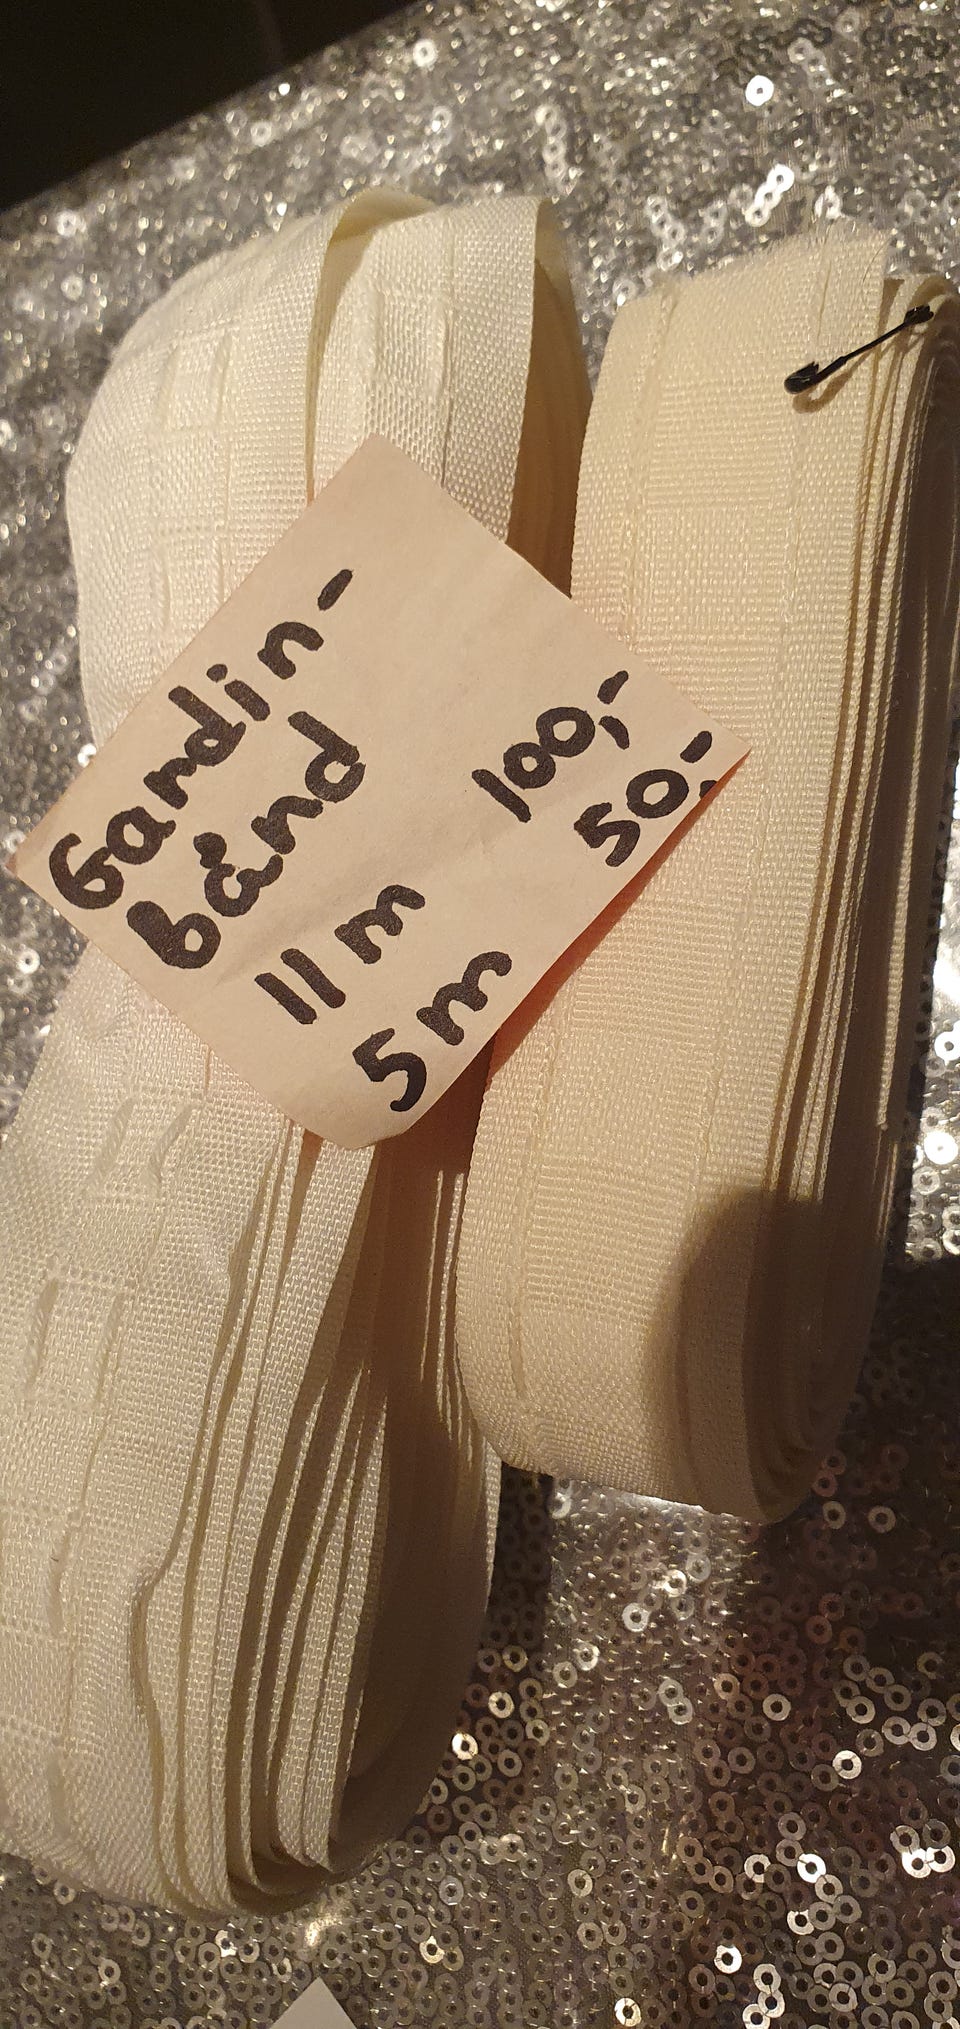 Gardin-
bånd
11 m 100,-
5 m 50,-